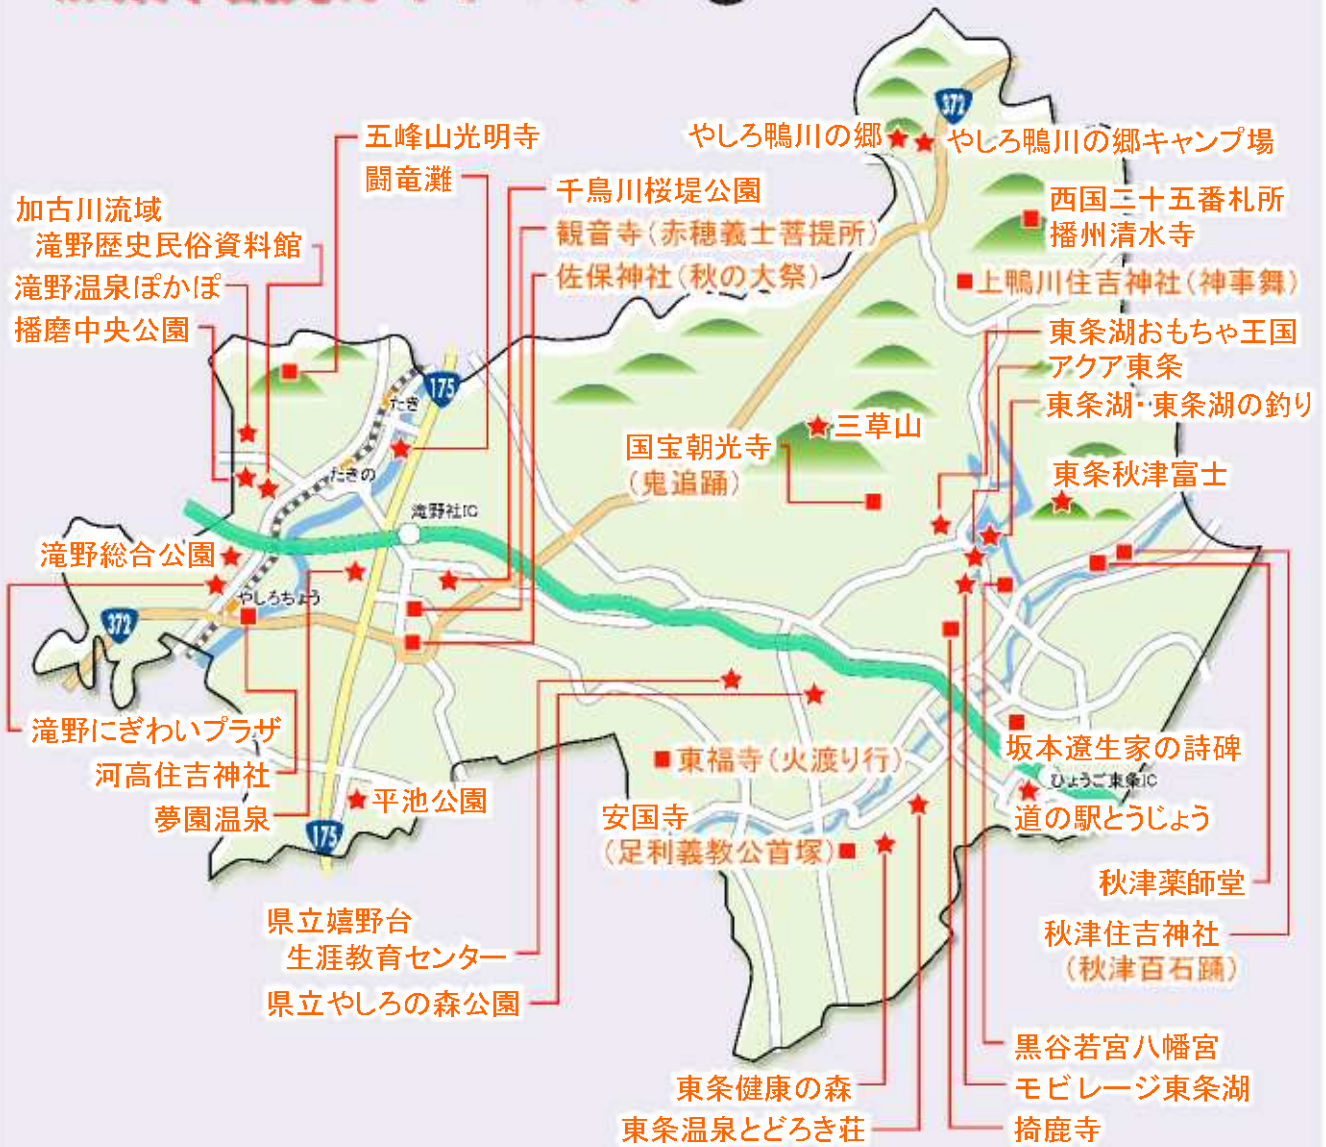 372
五峰山光明寺
闘竜灘
千鳥川桜堤公園
観音寺(赤穂義士菩提所)
佐保神社(秋の大祭)
加古川流域
滝野歴史民俗資料館
滝野温泉ぽかぽ
播磨中央公園
やしろ鴨川の郷
やしろ鴨川の郷キャンプ場
西国二十五番札所
播州清水寺
上鴨川住吉神社(神事舞)
東条湖おもちゃ王国
アクア東条
東条湖・東条湖の釣り
175
たき
たきの
滝野社IC
三草山
国宝朝光寺
(鬼追踊)
東条秋津富士
滝野総合公園
やしろちょう
372
滝野にぎわいプラザ
河高住吉神社
夢園温泉
平池公園
175
東福寺(火渡り行)
安国寺
(足利義教公首塚)
坂本遼生家の詩碑
ひょうご東条IC
道の駅とうじょう
秋津薬師堂
秋津住吉神社
(秋津百石踊)
県立嬉野台
生涯教育センター
県立やしろの森公園
黒谷若宮八幡宮
モビレージ東条湖
掎鹿寺
東条健康の森
東条温泉とどろき荘